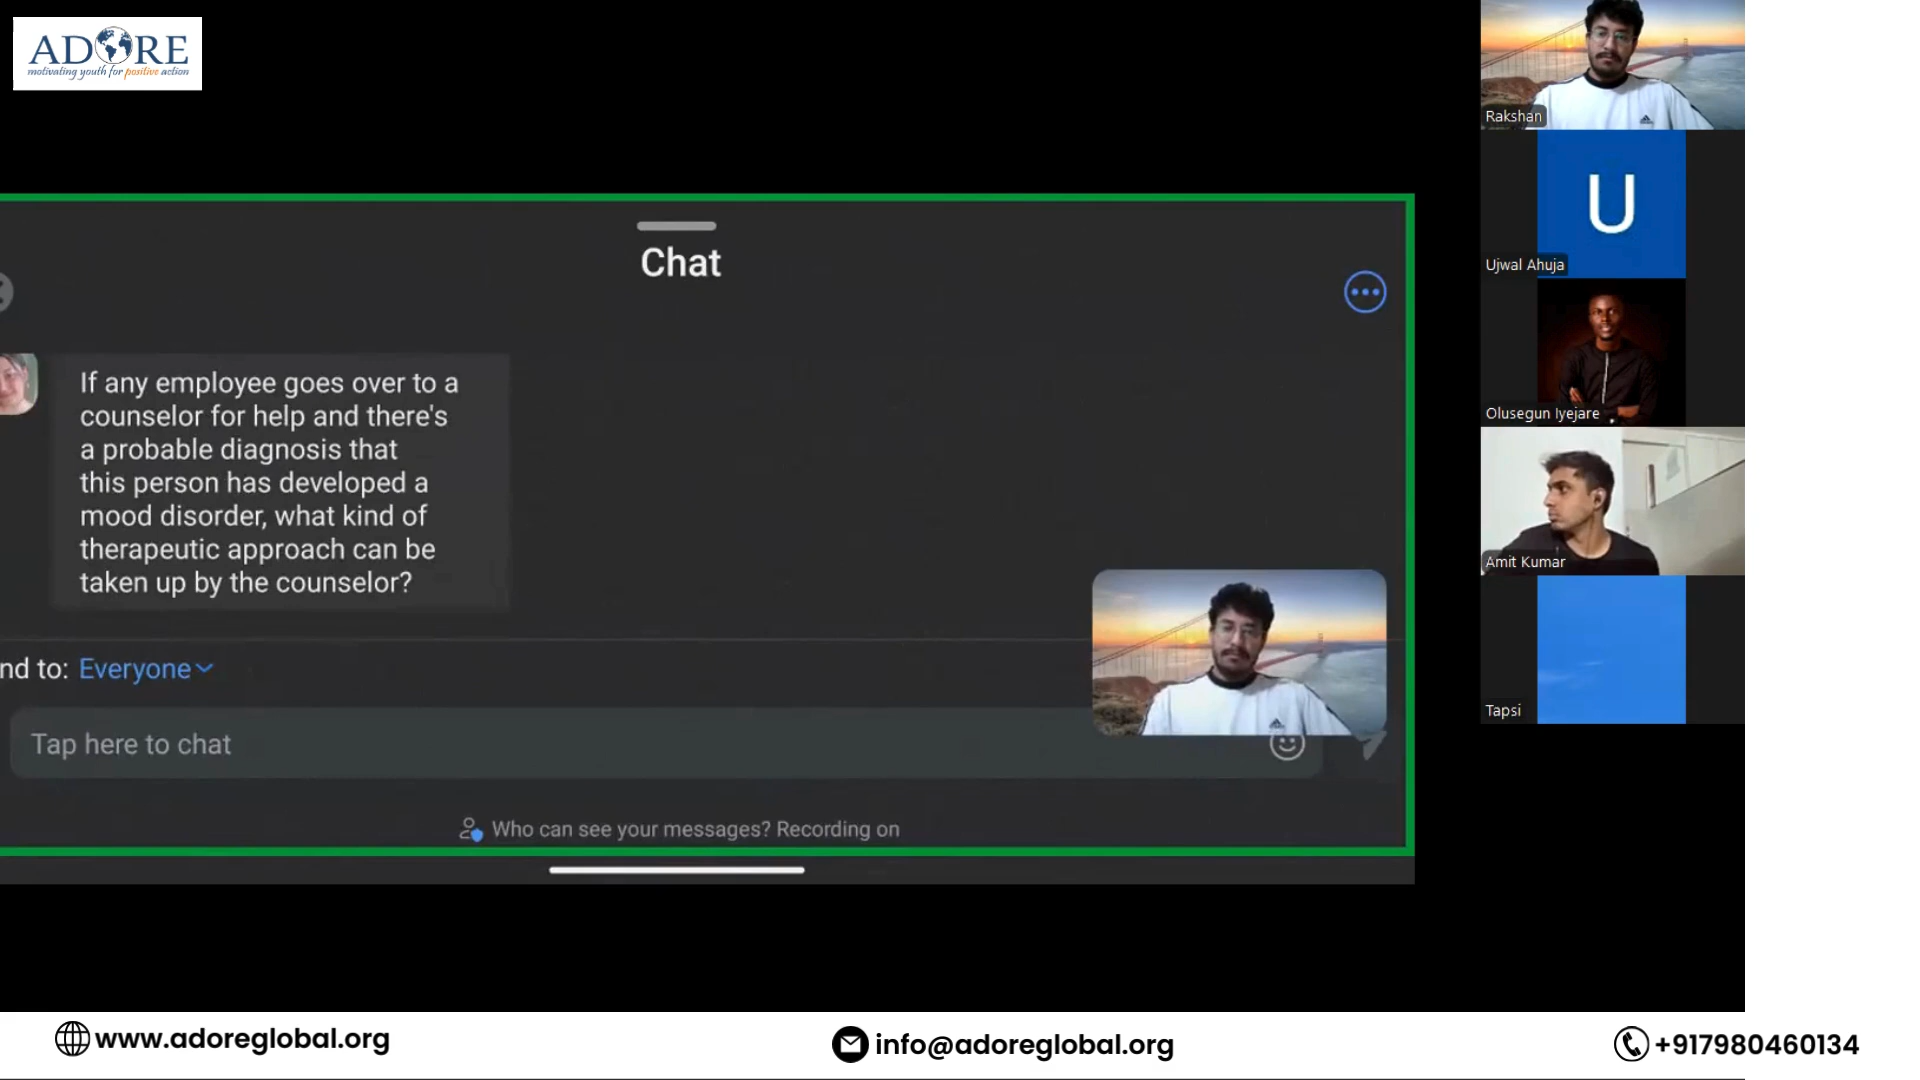 ADORE
motivating youth for positive action
Chat
If any employee goes over to a
counselor for help and there's
a probable diagnosis that
this person has developed a
mood disorder, what kind of
therapeutic approach can be
taken up by the counselor?
nd to: Everyone
Tap here to chat
Who can see your messages? Recording on
Rakshan
U
Ujwal Ahuja
Olusegun Iyejare
Amit Kumar
Tapsi
www.adoreglobal.org
info@adoreglobal.org
+917980460134